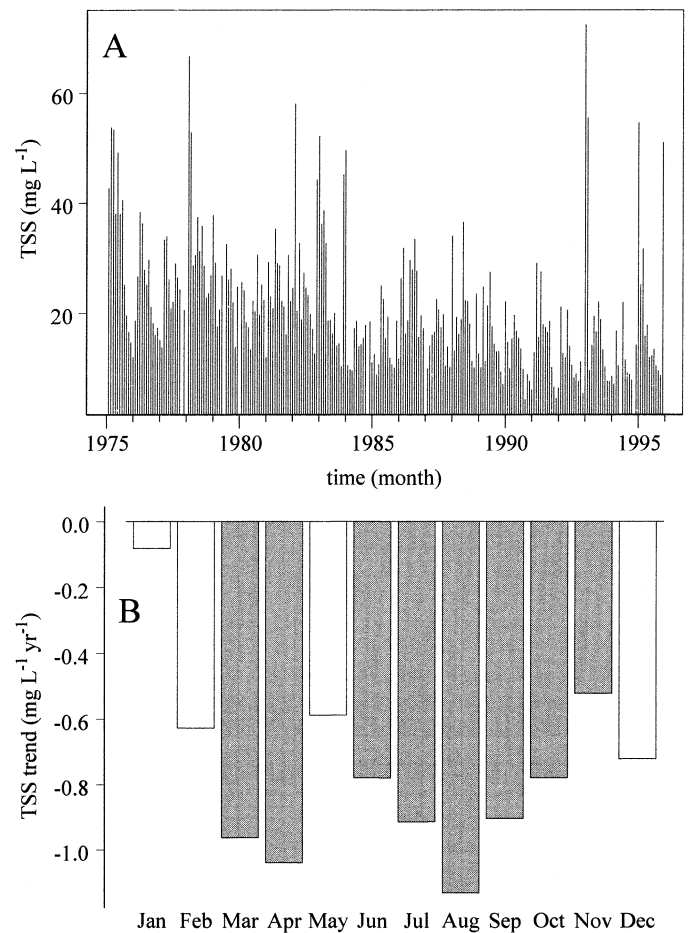 A
TSS (mg L-1)
60
40
20
1975 1980 1985 1990 1995
time (month)
B
TSS trend (mg L-1 yr-1)
0.0
-0.2
-0.4
-0.6
-0.8
-1.0
Jan Feb Mar Apr May Jun Jul Aug Sep Oct Nov Dec